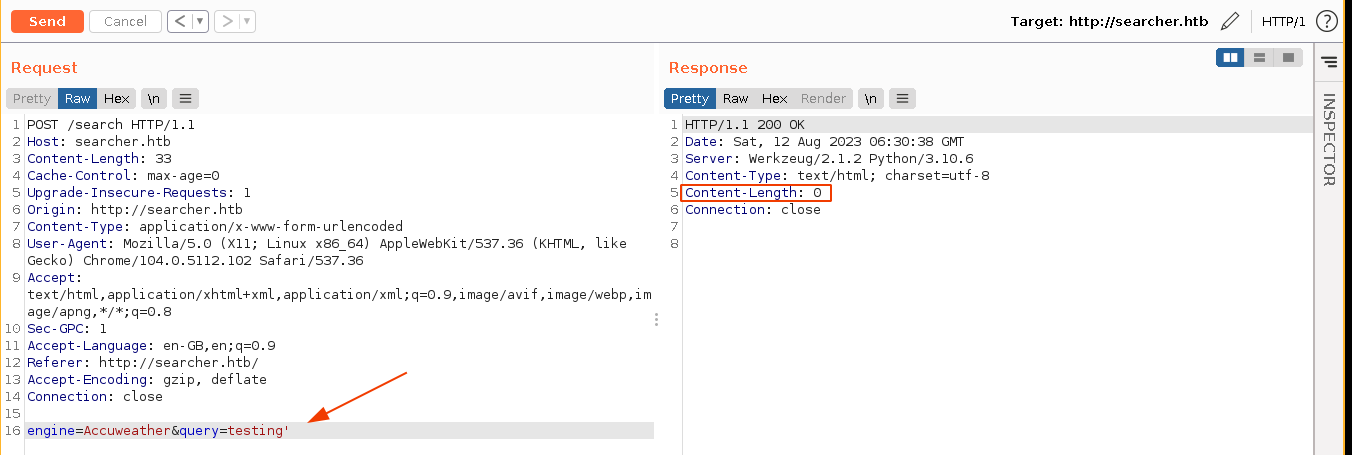 Send Cancel < ▼ > ▼ Target: http://searcher.htb HTTP/1 ?
Request
Pretty Raw Hex \n
1 POST /search HTTP/1.1
2 Host: searcher.htb
3 Content-Length: 33
4 Cache-Control: max-age=0
5 Upgrade-Insecure-Requests: 1
6 Origin: http://searcher.htb
7 Content-Type: application/x-www-form-urlencoded
8 User-Agent: Mozilla/5.0 (X11; Linux x86_64) AppleWebKit/537.36 (KHTML, like
Gecko) Chrome/104.0.5112.102 Safari/537.36
9 Accept:
text/html,application/xhtml+xml,application/xml;q=0.9,image/avif,image/webp,im
age/apng,*/*;q=0.8
10 Sec-GPC: 1
11 Accept-Language: en-GB,en;q=0.9
12 Referer: http://searcher.htb/
13 Accept-Encoding: gzip, deflate
14 Connection: close
15
16 engine=Accuweather&query=testing'
Response
Pretty Raw Hex Render \n
1 HTTP/1.1 200 OK
2 Date: Sat, 12 Aug 2023 06:30:38 GMT
3 Server: Werkzeug/2.1.2 Python/3.10.6
4 Content-Type: text/html; charset=utf-8
5 Content-Length: 0
6 Connection: close
7
8
INSPECTOR